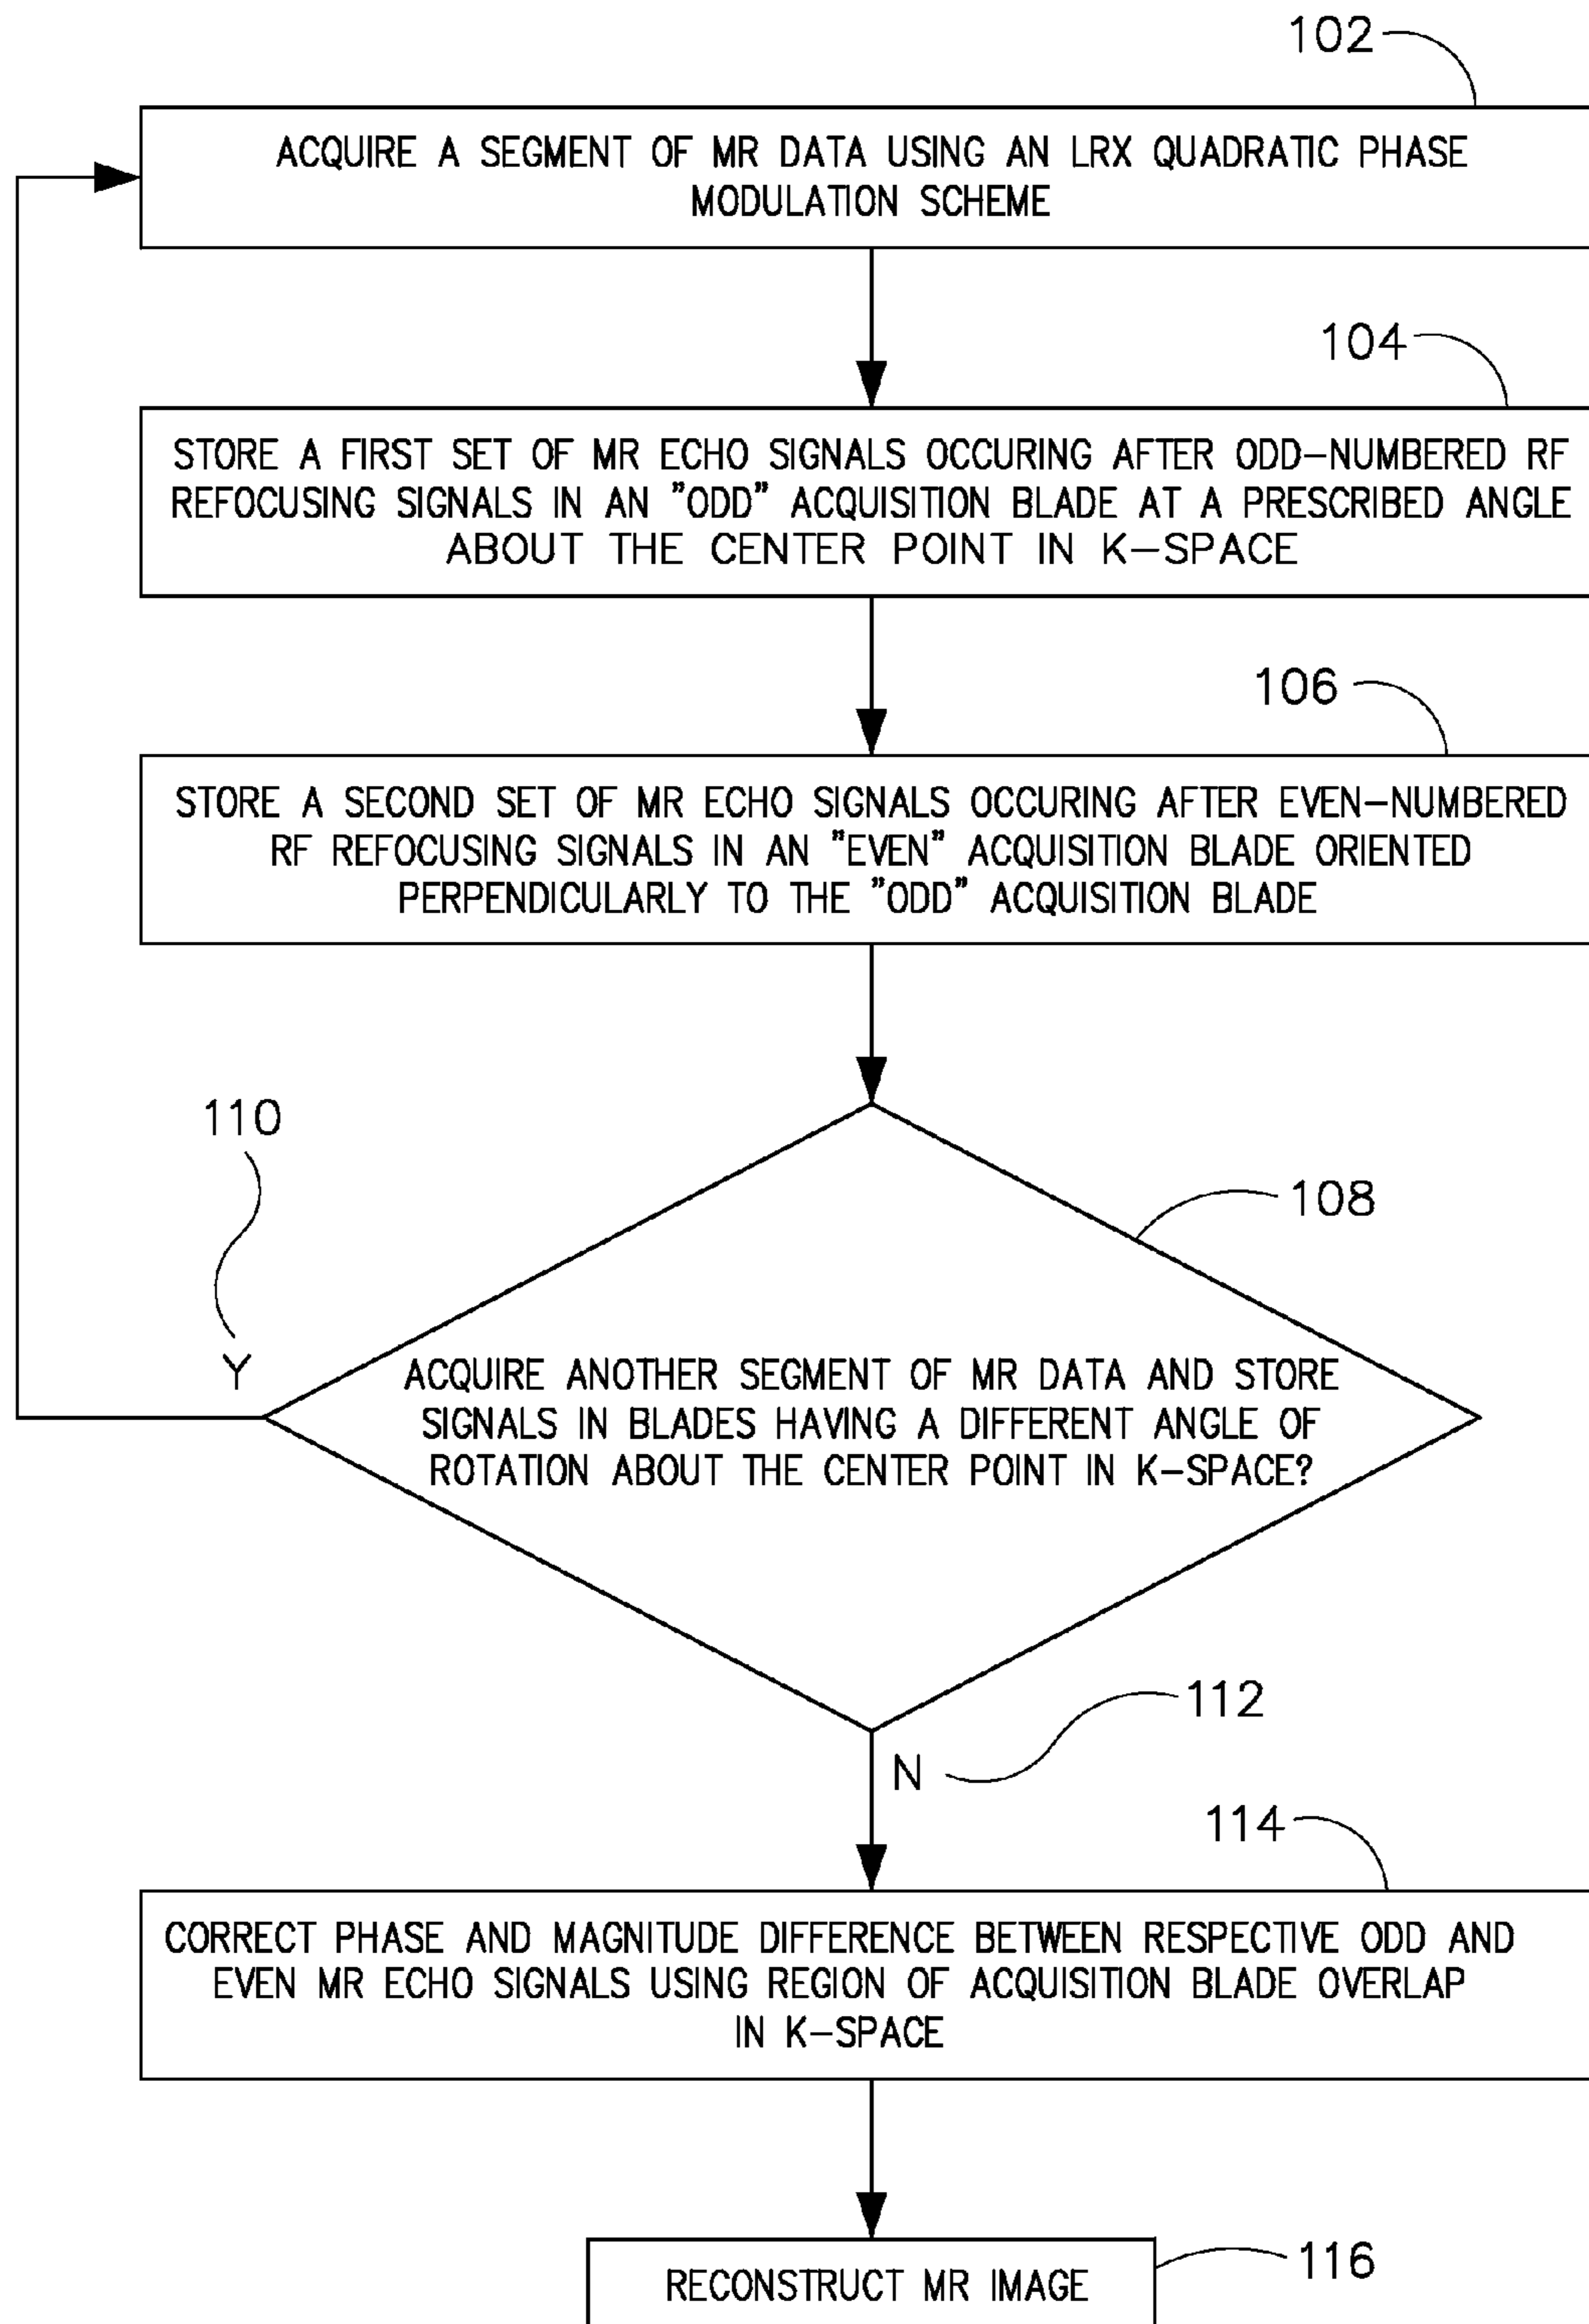 102
ACQUIRE A SEGMENT OF MR DATA USING AN LRX QUADRATIC PHASE
MODULATION SCHEME
104
STORE A FIRST SET OF MR ECHO SIGNALS OCCURING AFTER ODD-NUMBERED RF
REFOCUSING SIGNALS IN AN "ODD" ACQUISITION BLADE AT A PRESCRIBED ANGLE
ABOUT THE CENTER POINT IN K-SPACE
106
STORE A SECOND SET OF MR ECHO SIGNALS OCCURING AFTER EVEN-NUMBERED
RF REFOCUSING SIGNALS IN AN "EVEN" ACQUISITION BLADE ORIENTED
PERPENDICULARLY TO THE "ODD" ACQUISITION BLADE
110
108
Y
ACQUIRE ANOTHER SEGMENT OF MR DATA AND STORE
SIGNALS IN BLADES HAVING A DIFFERENT ANGLE OF
ROTATION ABOUT THE CENTER POINT IN K-SPACE?
112
N
114
CORRECT PHASE AND MAGNITUDE DIFFERENCE BETWEEN RESPECTIVE ODD AND
EVEN MR ECHO SIGNALS USING REGION OF ACQUISITION BLADE OVERLAP
IN K-SPACE
116
RECONSTRUCT MR IMAGE